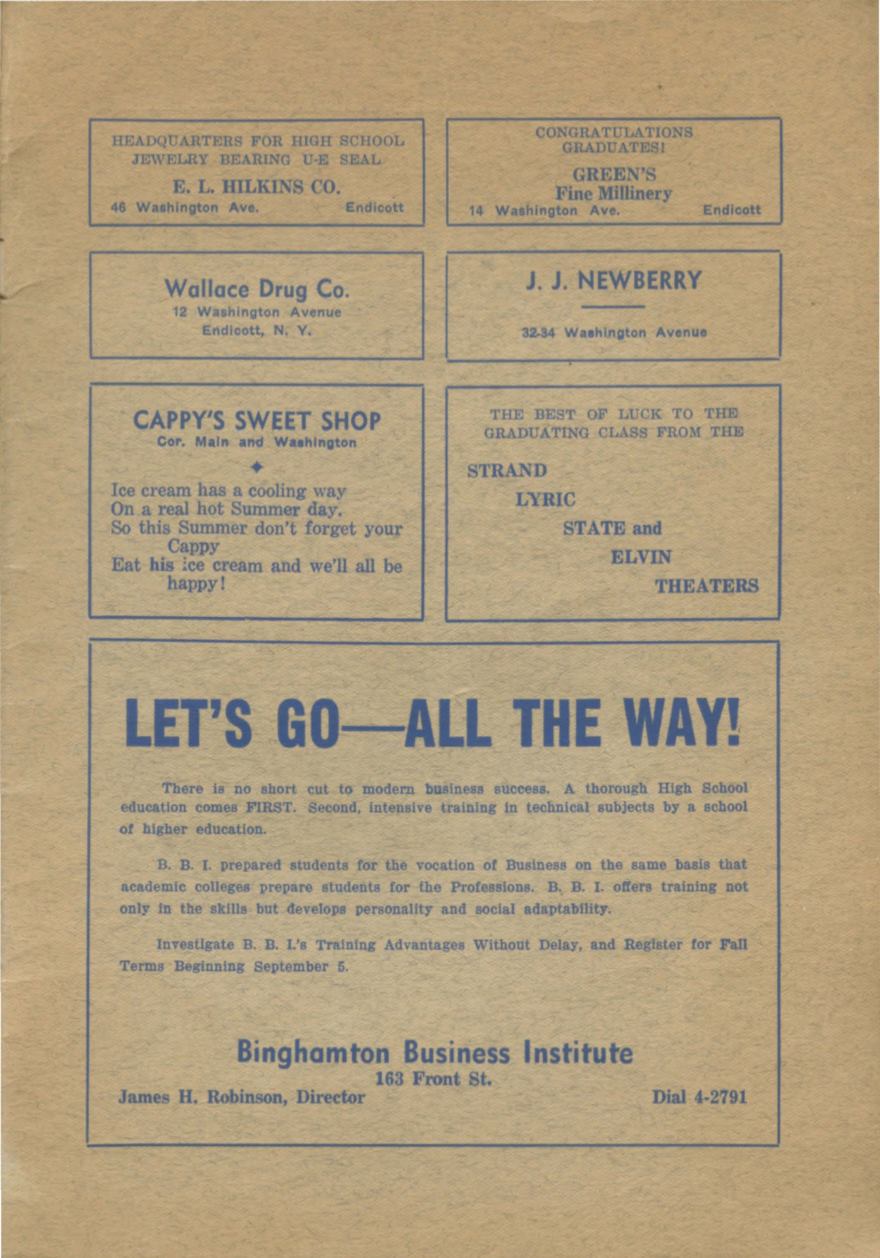 HEADQUARTERS FOR HIGH SCHOOL
JEWELRY BEARING U-E SEAL
E. L. HILKINS CO.
46 Washington Ave. Endicott
CONGRATULATIONS
GRADUATES!
GREEN'S
Fine Millinery
14 Washington Ave. Endicott
Wallace Drug Co.
12 Washington Avenue
Endicott, N. Y.
J. J. NEWBERRY
32-34 Washington Avenue
CAPPY'S SWEET SHOP
Cor. Main and Washington
Ice cream has a cooling way
On a real hot Summer day.
So this Summer don't forget your
Cappy
Eat his ice cream and we'll all be
happy!
THE BEST OF LUCK TO THE
GRADUATING CLASS FROM THE
STRAND
LYRIC
STATE and
ELVIN
THEATERS
LET'S GO—ALL THE WAY!
There is no short cut to modern business success. A thorough High School
education comes FIRST. Second, intensive training in technical subjects by a school
of higher education.
B. B. I. prepared students for the vocation of Business on the same basis that
academic colleges prepare students for the Professions. B. B. I. offers training not
only in the skills but develops personality and social adaptability.
Investigate B. B. I.'s Training Advantages Without Delay, and Register for Fall
Terms Beginning September 5.
Binghamton Business Institute
163 Front St.
James H. Robinson, Director Dial 4-2791